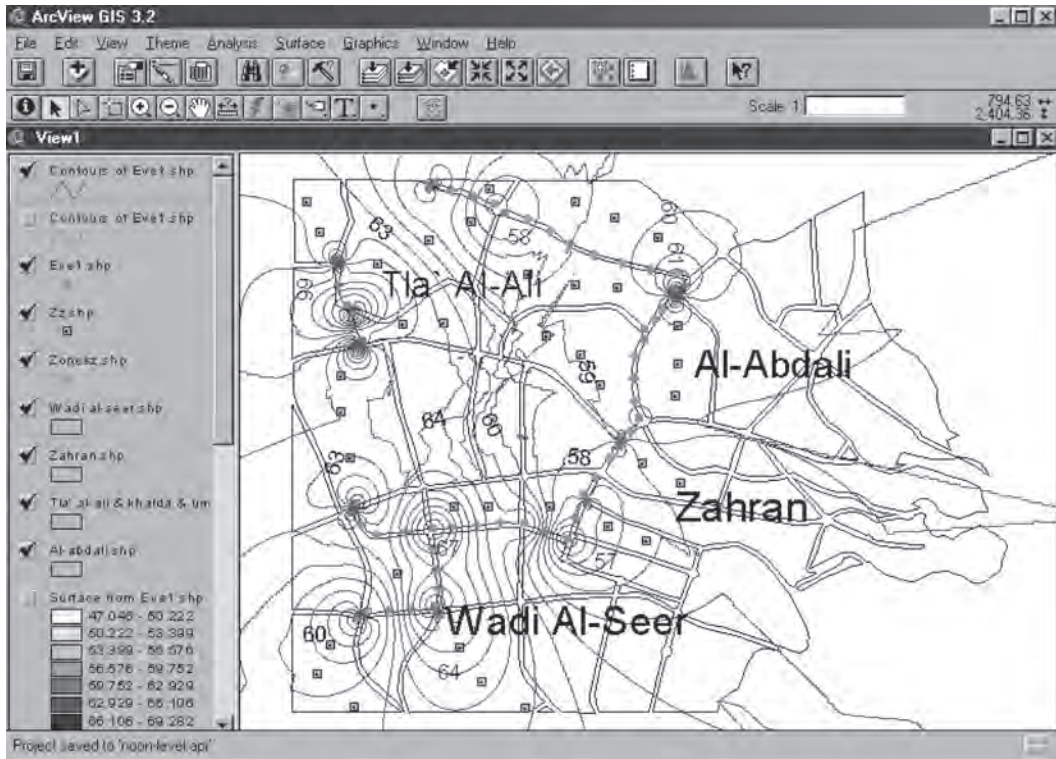 ArcView GIS 3.2
File Edit View Theme Analysis Surface Graphics Window Help
Scale 1:
794.63
2,404.36
View1
Contours of Eve1.shp
Contours of Eve1.shp
Eve1.shp
Zz.shp
Zonesz.shp
Wadi al-seer.shp
Zahran.shp
Tla' al-ali & khalda & um
Al-abdali.shp
Surface from Eve1.shp
47.046 - 50.222
50.222 - 53.399
53.399 - 56.576
56.576 - 59.752
59.752 - 62.929
62.929 - 66.106
66.106 - 69.282
63
58
60
61
66
Tla` Al-Ali
59
Al-Abdali
64
60
63
58
Zahran
67
57
Wadi Al-Seer
60
64
Project saved to 'noon-level.apr'